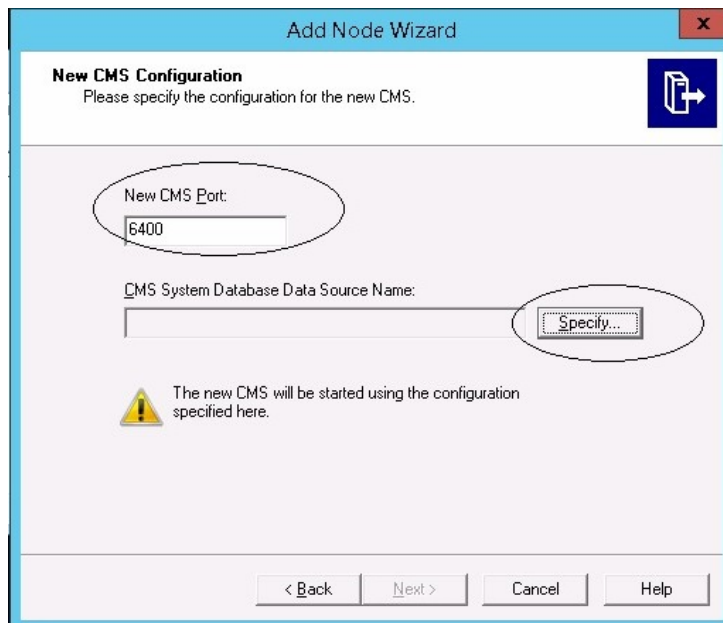 Add Node Wizard
x
New CMS Configuration
Please specify the configuration for the new CMS.
New CMS Port:
6400
CMS System Database Data Source Name:
Specify...
The new CMS will be started using the configuration
specified here.
< Back
Next >
Cancel
Help